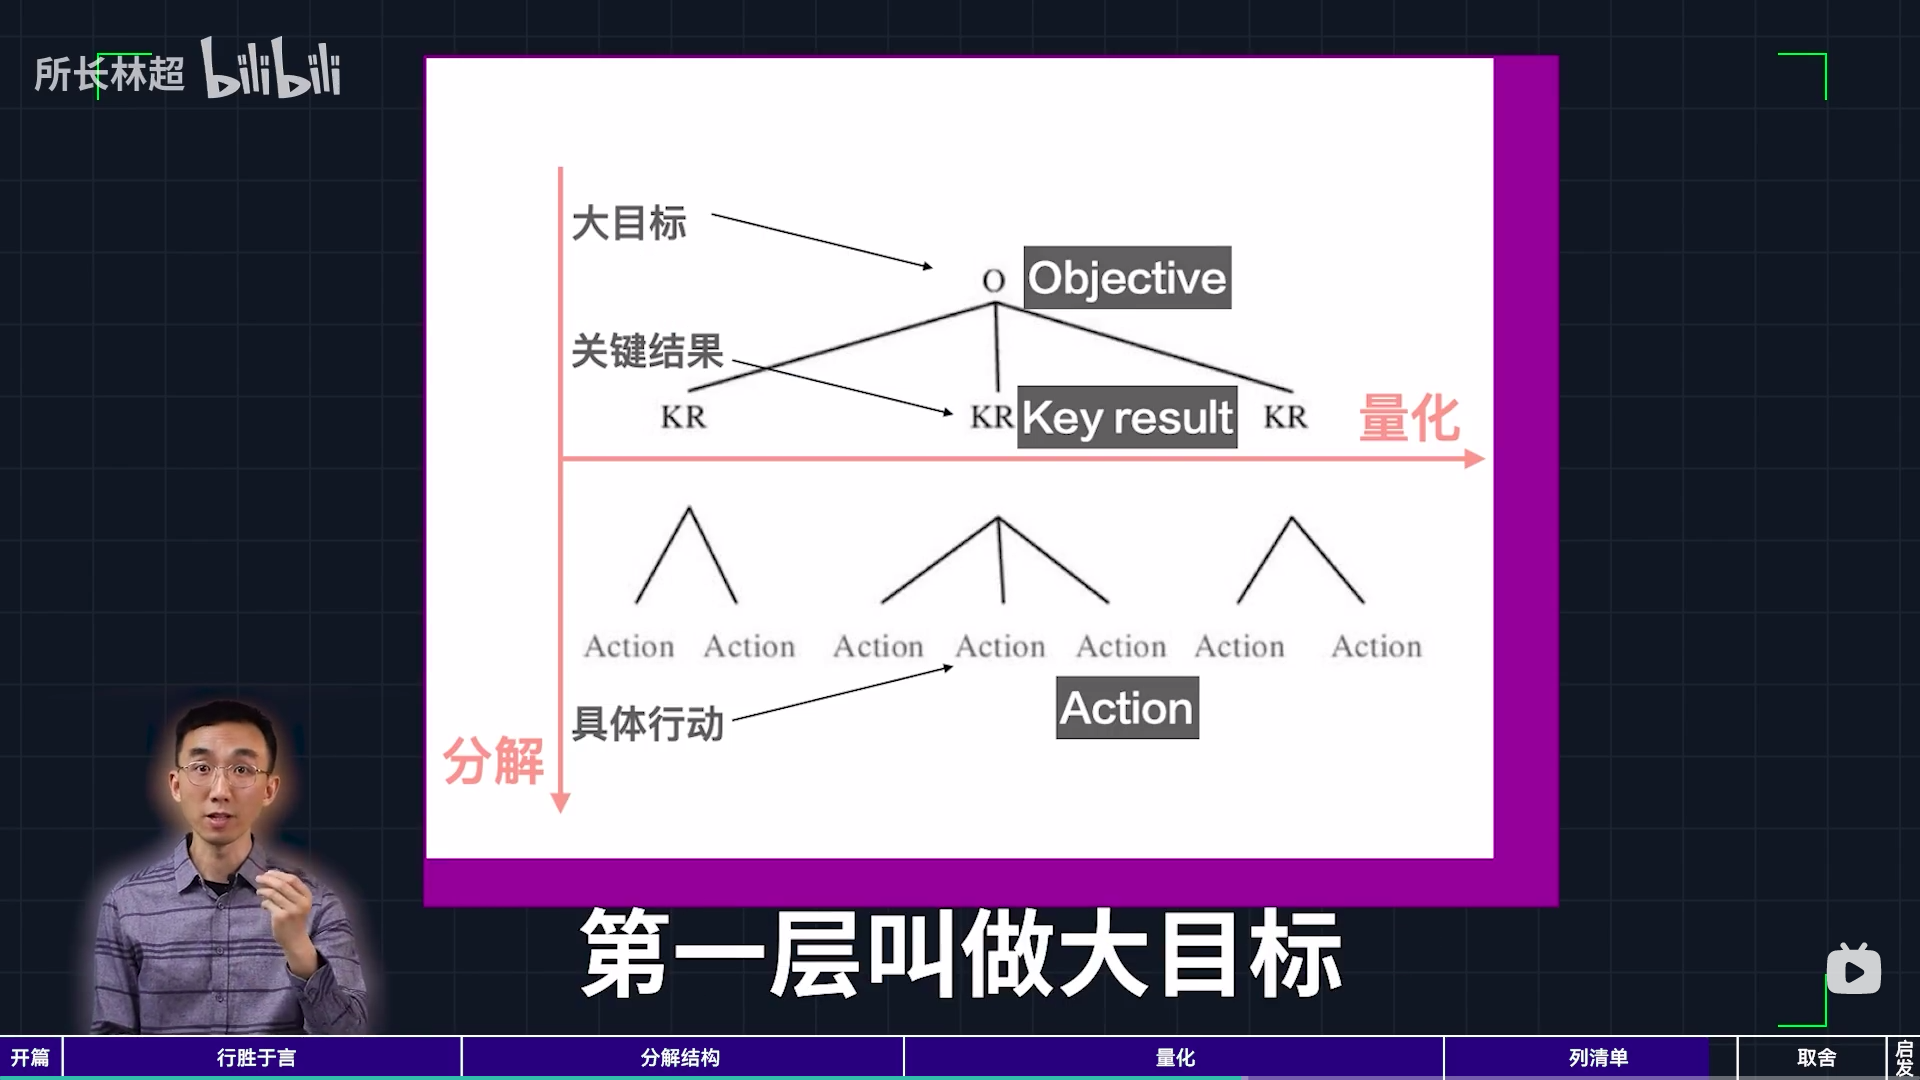 所长林超 bilibili
大目标
O Objective
关键结果
KR KR Key result KR 量化
Action Action Action Action Action Action Action
具体行动 Action
分解
第一层叫做大目标
开篇 行胜于言 分解结构 量化 列清单 取舍 启发